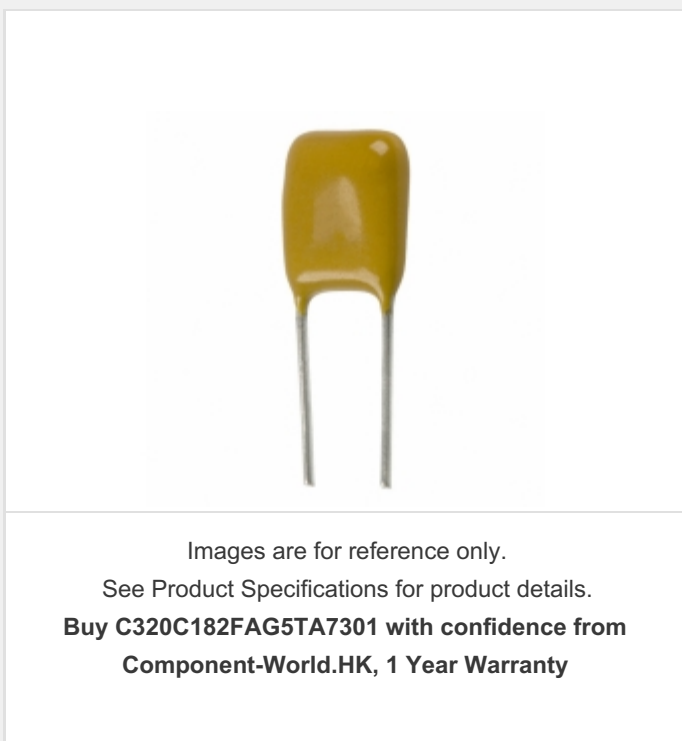 Images are for reference only.
See Product Specifications for product details.
Buy C320C182FAG5TA7301 with confidence from
Component-World.HK, 1 Year Warranty